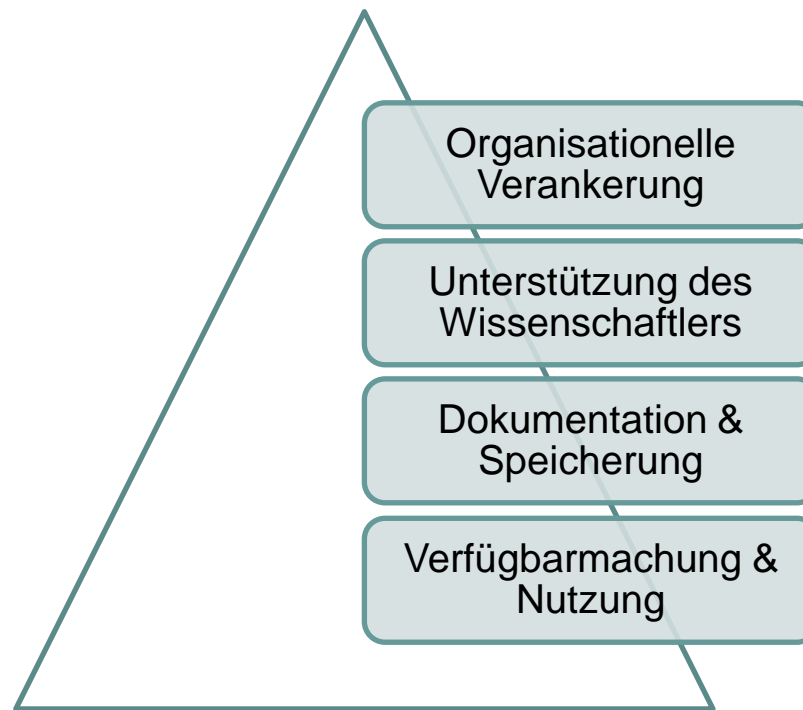 Organisationelle
Verankerung
Unterstützung des
Wissenschaftlers
Dokumentation &
Speicherung
Verfügbarmachung &
Nutzung